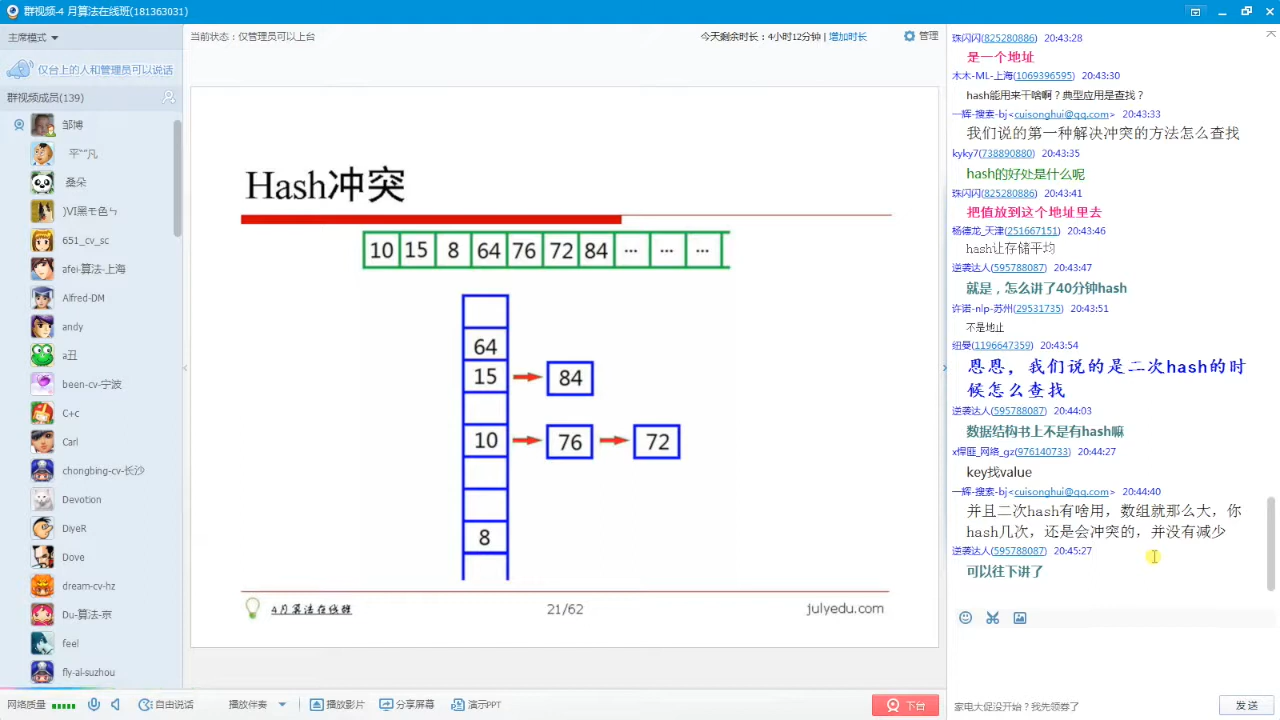 群视频-4 月算法在线班(181363031)
主席模式
仅台上的人和管理员可以说话
群视频成员(139)
邹博
平凡
桑朵
651_cv_sc
afei-算法-上海
Alfred-DM
andy
a丑
been-cv-宁波
C+c
Carl
chongbing-cv-长沙
Devotion
DiyeR
Dove
dream-cv-hz
Du-算法-京
feel
fly-al-suzhou
网络质量
自由说话
当前状态：仅管理员可以上台
今天剩余时长：4小时12分钟 | 增加时长
管理
Hash冲突
10 15 8 64 76 72 84 ... ... ...
64
15 84
10 76 72
8
4月算法在线班
21/62
julyedu.com
播放伴奏
播放影片
分享屏幕
演示PPT
下台
珠闪闪(825280886) 20:43:28
是一个地址
木木-ML-上海(1069396595) 20:43:30
hash能用来干啥啊？典型应用是查找？
一辉-搜索-bj<cuisonghui@qq.com> 20:43:33
我们说的第一种解决冲突的方法怎么查找
kyky7(738890880) 20:43:35
hash的好处是什么呢
珠闪闪(825280886) 20:43:41
把值放到这个地址里去
杨德龙_天津(251667151) 20:43:46
hash让存储平均
逆袭达人(595788087) 20:43:47
就是，怎么讲了40分钟hash
许诺-nlp-苏州(29531735) 20:43:51
不是地止
纽曼(1196647359) 20:43:54
恩恩，我们说的是二次hash的时
候怎么查找
逆袭达人(595788087) 20:44:03
数据结构书上不是有hash嘛
x悍匪_网络_gz(976140733) 20:44:27
key找value
一辉-搜索-bj<cuisonghui@qq.com> 20:44:40
并且二次hash有啥用，数组就那么大，你
hash几次，还是会冲突的，并没有减少
逆袭达人(595788087) 20:45:27
可以往下讲了
家电大促没开始？我先领券了
发送